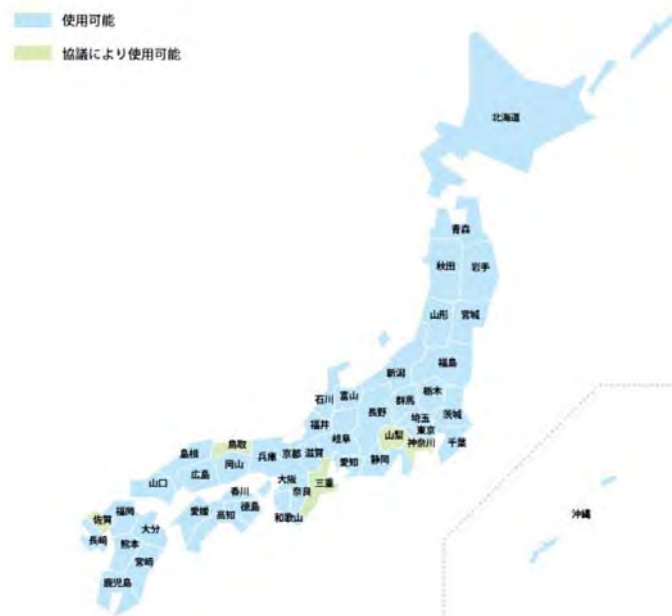 使用可能
協議により使用可能
北海道
青森
秋田
岩手
山形
宮城
福島
新潟
栃木
群馬
石川
富山
長野
茨城
埼玉
福井
東京
岐阜
山梨
神奈川
千葉
鳥取
島根
兵庫
京都
滋賀
愛知
静岡
岡山
広島
大阪
山口
奈良
三重
香川
徳島
和歌山
愛媛
高知
福岡
佐賀
大分
長崎
熊本
宮崎
鹿児島
沖縄